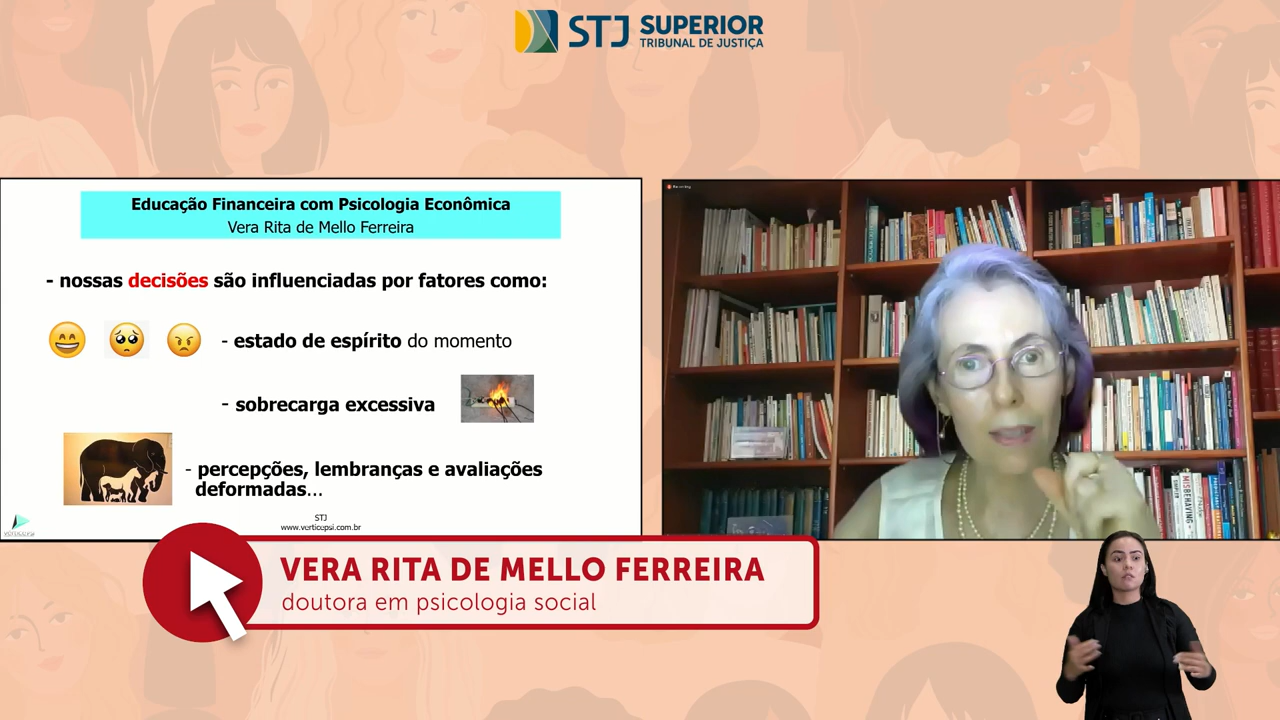 STJ SUPERIOR
TRIBUNAL DE JUSTIÇA
Educação Financeira com Psicologia Econômica
Vera Rita de Mello Ferreira
- nossas decisões são influenciadas por fatores como:
- estado de espírito do momento
- sobrecarga excessiva
- percepções, lembranças e avaliações
deformadas...
STJ
www.verticepsi.com.br
VERTICEPSI
MISBEHAVING
VERA RITA DE MELLO FERREIRA
doutora em psicologia social